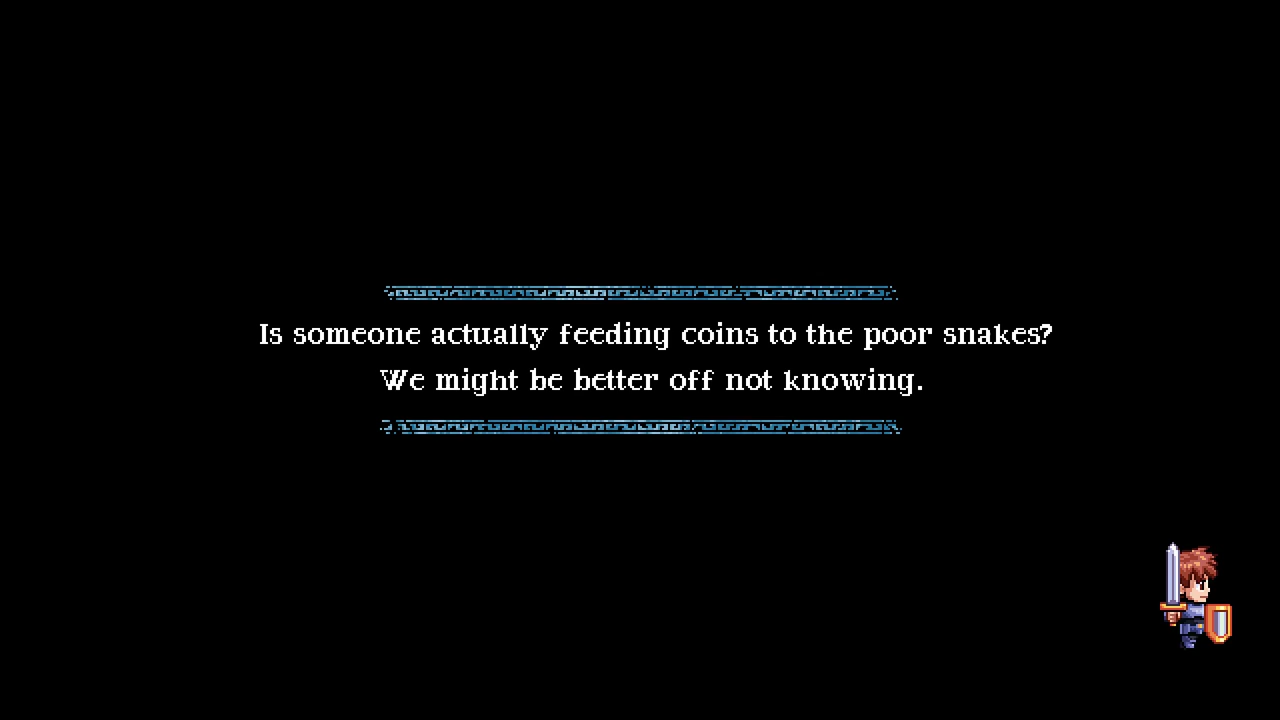 Is someone actually feeding coins to the poor snakes?
We might be better off not knowing.